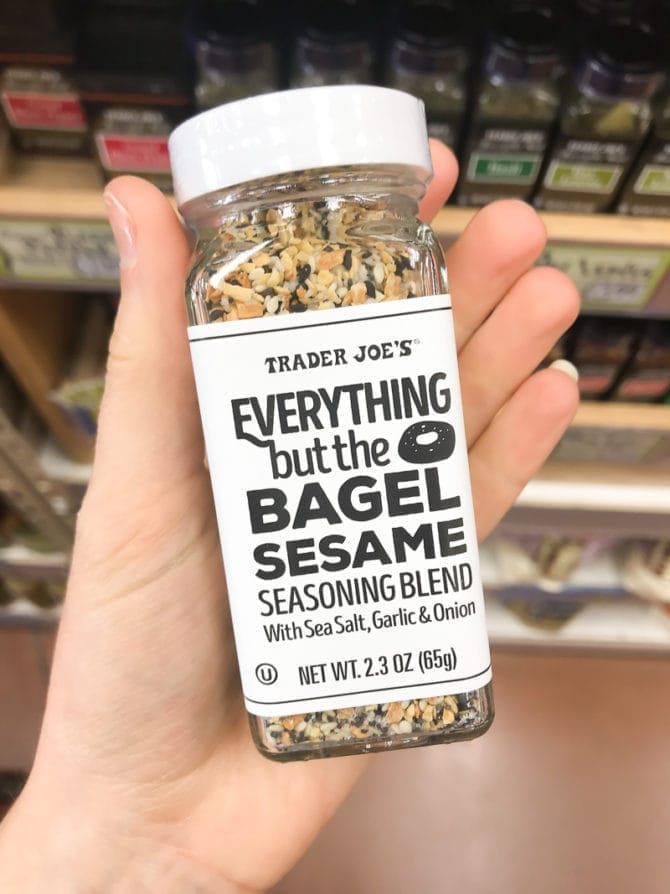 TRADER JOE'S®
EVERYTHING
but the
BAGEL
SESAME
SEASONING BLEND
With Sea Salt, Garlic & Onion
U NET WT. 2.3 OZ (65g)